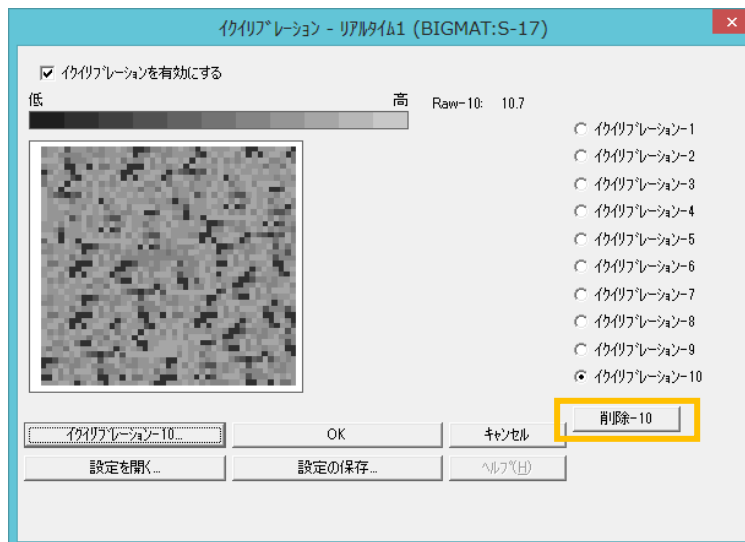 イクイリブレーション - リアルタイム1 (BIGMAT:S-17)
×
イクイリブレーションを有効にする
低 高 Raw-10: 10.7
イクイリブレーション-1
イクイリブレーション-2
イクイリブレーション-3
イクイリブレーション-4
イクイリブレーション-5
イクイリブレーション-6
イクイリブレーション-7
イクイリブレーション-8
イクイリブレーション-9
イクイリブレーション-10
削除-10
イクイリブレーション-10... OK キャンセル
設定を開く... 設定の保存... ヘルプ(H)